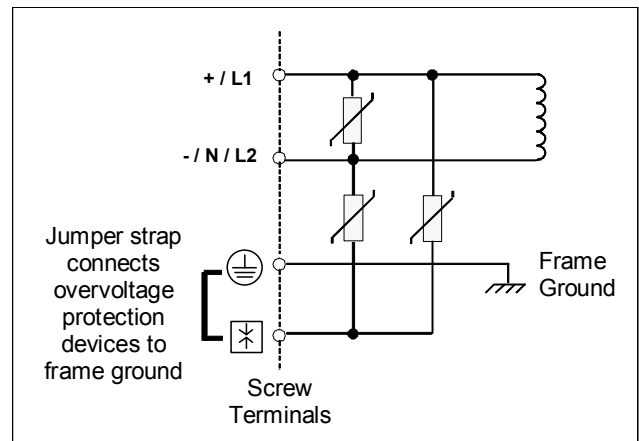 + / L1
- / N / L2
Jumper strap
connects
overvoltage
protection
devices to
frame ground
Frame
Ground
Screw
Terminals